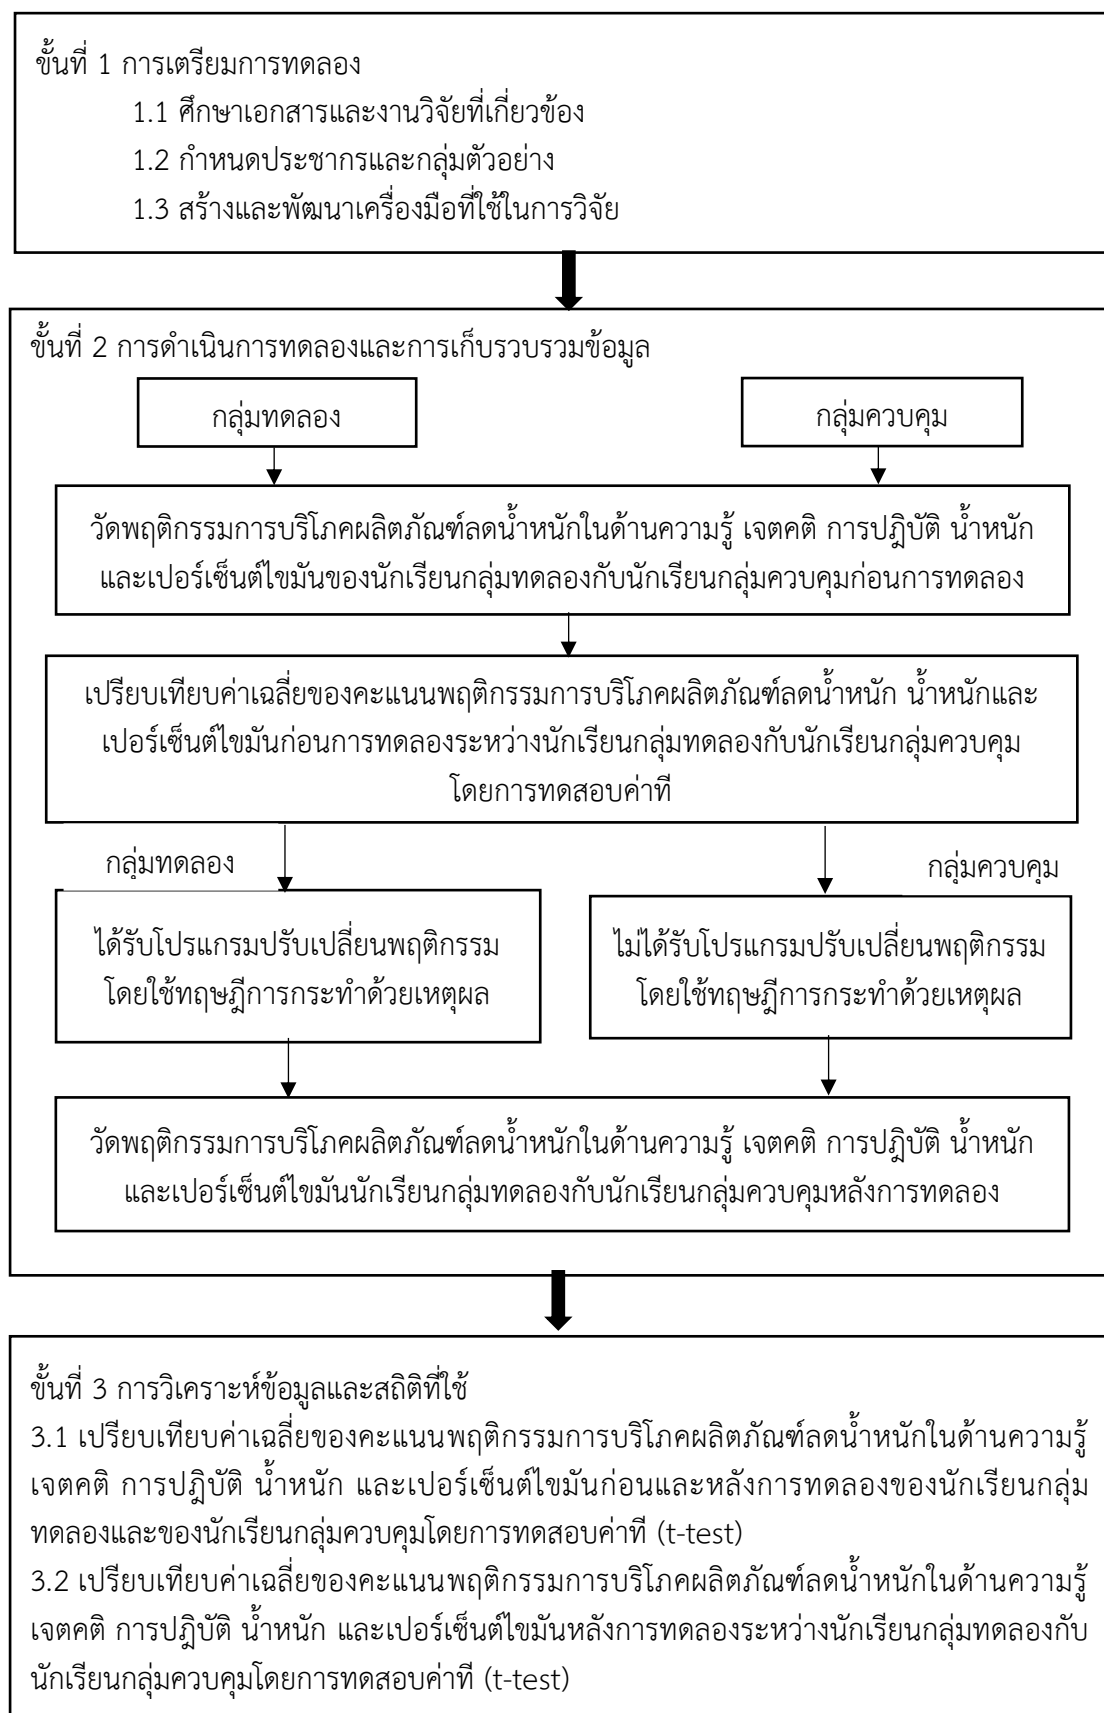 ขั้นที่ 1 การเตรียมการทดลอง
1.1 ศึกษาเอกสารและงานวิจัยที่เกี่ยวข้อง
1.2 กำหนดประชากรและกลุ่มตัวอย่าง
1.3 สร้างและพัฒนาเครื่องมือที่ใช้ในการวิจัย
ขั้นที่ 2 การดำเนินการทดลองและการเก็บรวบรวมข้อมูล
กลุ่มทดลอง
กลุ่มควบคุม
วัดพฤติกรรมการบริโภคผลิตภัณฑ์ลดน้ำหนักในด้านความรู้ เจตคติ การปฎิบัติ น้ำหนัก
และเปอร์เซ็นต์ไขมันของนักเรียนกลุ่มทดลองกับนักเรียนกลุ่มควบคุมก่อนการทดลอง
เปรียบเทียบค่าเฉลี่ยของคะแนนพฤติกรรมการบริโภคผลิตภัณฑ์ลดน้ำหนัก น้ำหนักและ
เปอร์เซ็นต์ไขมันก่อนการทดลองระหว่างนักเรียนกลุ่มทดลองกับนักเรียนกลุ่มควบคุม
โดยการทดสอบค่าที
กลุ่มทดลอง
กลุ่มควบคุม
ได้รับโปรแกรมปรับเปลี่ยนพฤติกรรม
โดยใช้ทฤษฎีการกระทำด้วยเหตุผล
ไม่ได้รับโปรแกรมปรับเปลี่ยนพฤติกรรม
โดยใช้ทฤษฎีการกระทำด้วยเหตุผล
วัดพฤติกรรมการบริโภคผลิตภัณฑ์ลดน้ำหนักในด้านความรู้ เจตคติ การปฎิบัติ น้ำหนัก
และเปอร์เซ็นต์ไขมันนักเรียนกลุ่มทดลองกับนักเรียนกลุ่มควบคุมหลังการทดลอง
ขั้นที่ 3 การวิเคราะห์ข้อมูลและสถิติที่ใช้
3.1 เปรียบเทียบค่าเฉลี่ยของคะแนนพฤติกรรมการบริโภคผลิตภัณฑ์ลดน้ำหนักในด้านความรู้
เจตคติ การปฎิบัติ น้ำหนัก และเปอร์เซ็นต์ไขมันก่อนและหลังการทดลองของนักเรียนกลุ่ม
ทดลองและของนักเรียนกลุ่มควบคุมโดยการทดสอบค่าที (t-test)
3.2 เปรียบเทียบค่าเฉลี่ยของคะแนนพฤติกรรมการบริโภคผลิตภัณฑ์ลดน้ำหนักในด้านความรู้
เจตคติ การปฎิบัติ น้ำหนัก และเปอร์เซ็นต์ไขมันหลังการทดลองระหว่างนักเรียนกลุ่มทดลองกับ
นักเรียนกลุ่มควบคุมโดยการทดสอบค่าที (t-test)